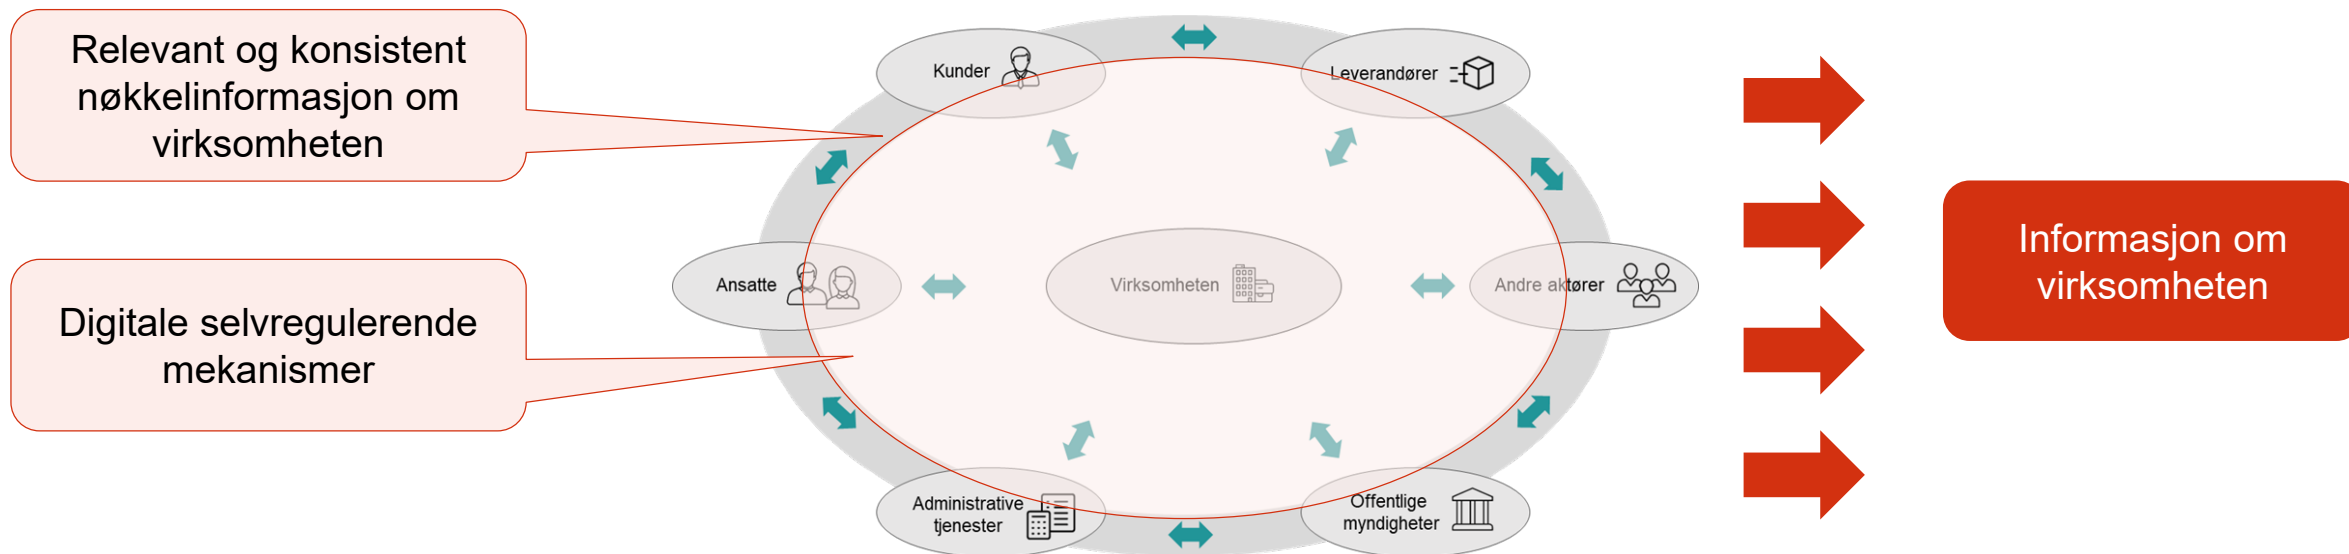 Relevant og konsistent
nøkkelinformasjon om
virksomheten
Digitale selvregulerende
mekanismer
Kunder
Leverandører
Ansatte
Virksomheten
Andre aktører
Administrative
tjenester
Offentlige
myndigheter
Informasjon om
virksomheten